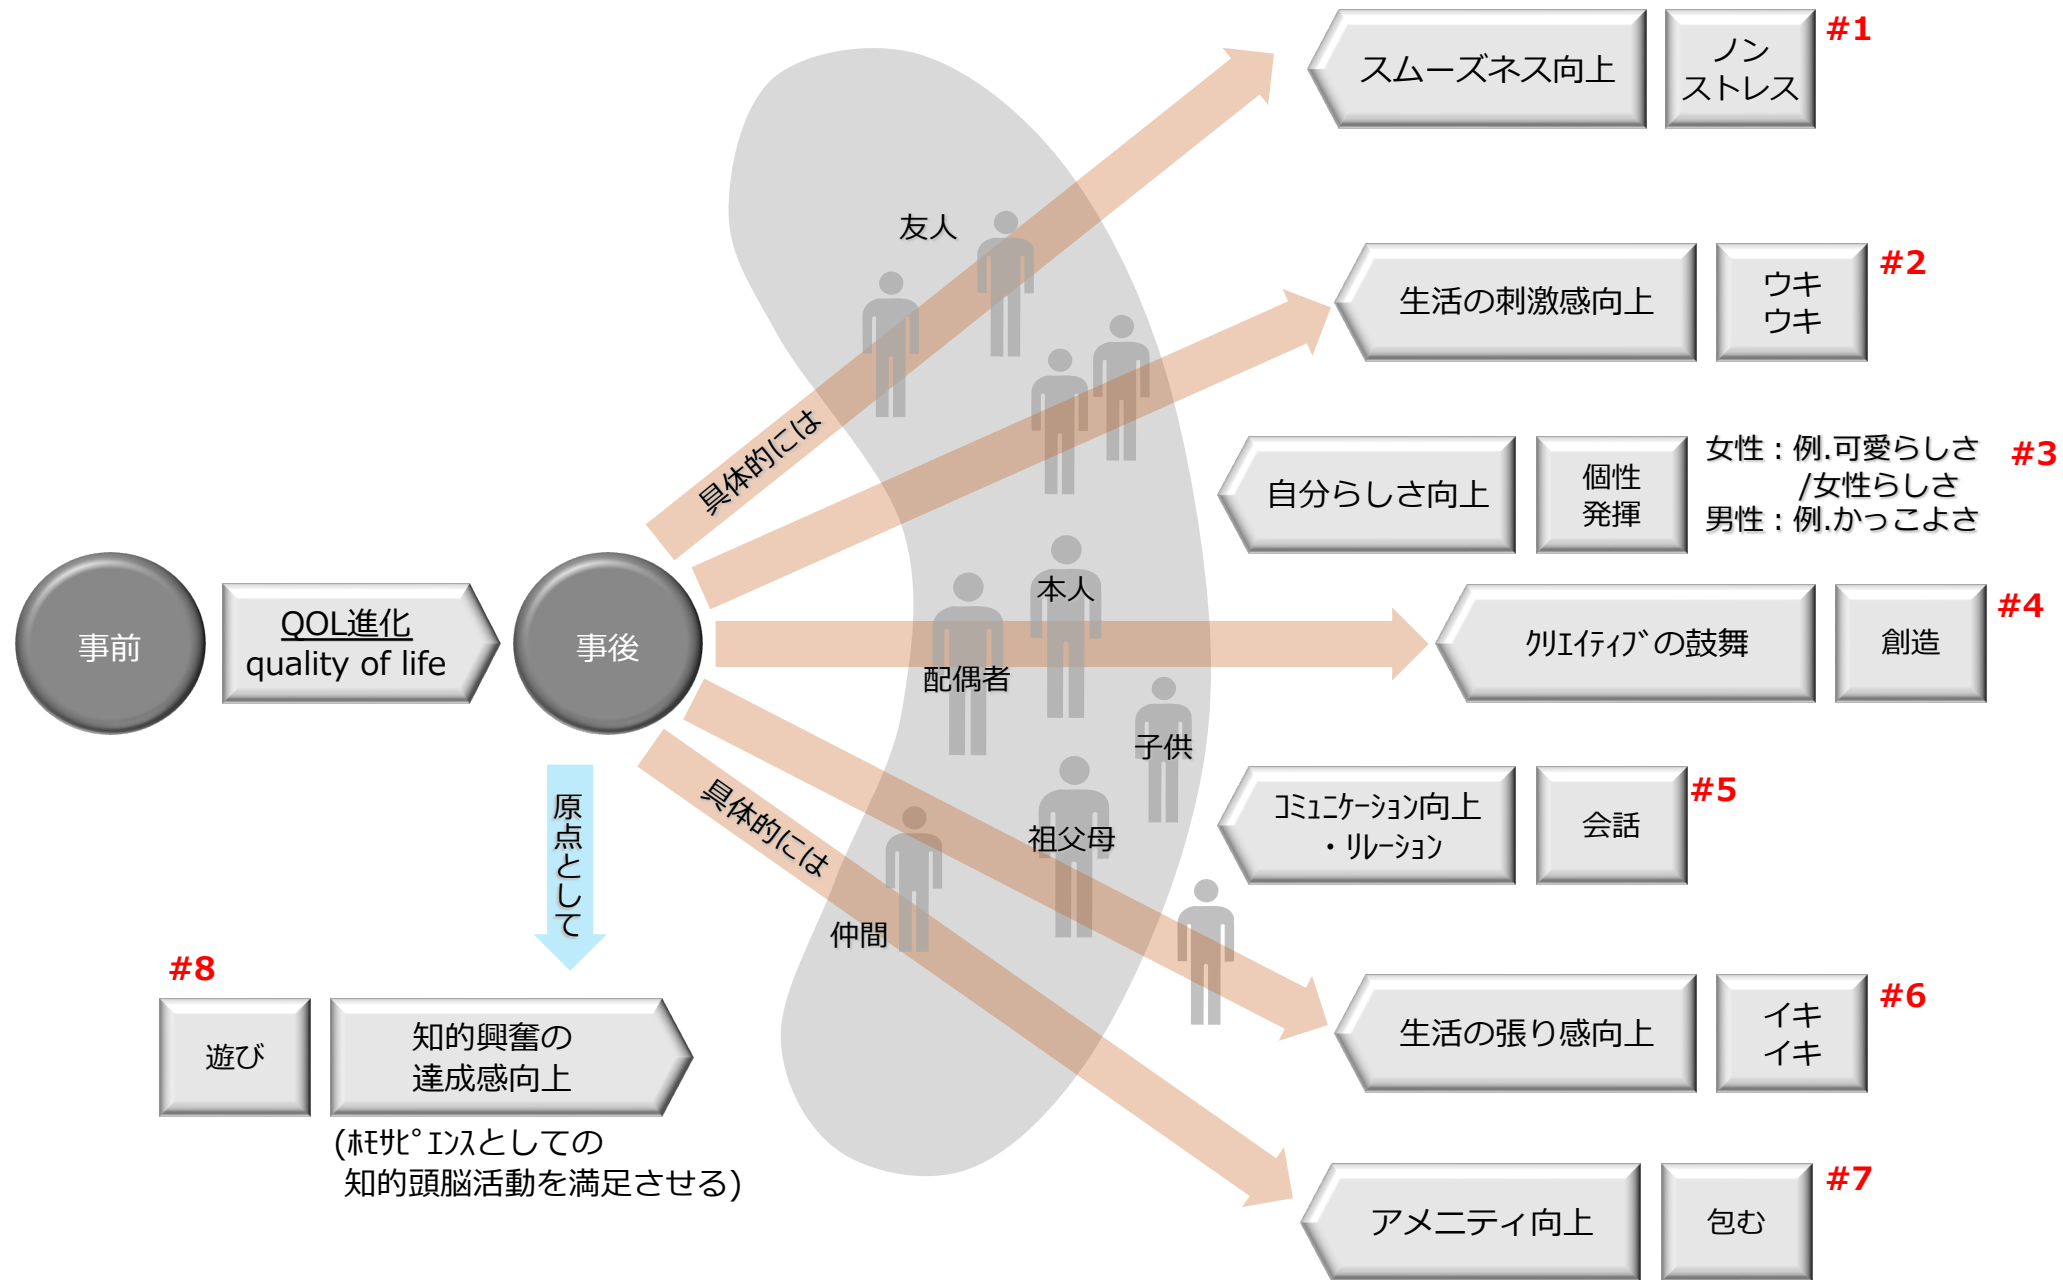 スムーズネス向上
ノン
ストレス
#1
友人
生活の刺激感向上
ウキ
ウキ
#2
具体的には
自分らしさ向上
個性
発揮
女性：例.可愛らしさ
/女性らしさ
男性：例.かっこよさ
#3
事前
QOL進化
quality of life
事後
本人
配偶者
ｸﾘｴｲﾃｨﾌﾞの鼓舞
創造
#4
子供
祖父母
仲間
具体的には
ｺﾐｭﾆｹｰｼｮﾝ向上
・ﾘﾚｰｼｮﾝ
会話
#5
原点として
生活の張り感向上
イキ
イキ
#6
#8
遊び
知的興奮の
達成感向上
(ﾎﾓｻﾋﾟｴﾝｽとしての
知的頭脳活動を満足させる)
アメニティ向上
包む
#7